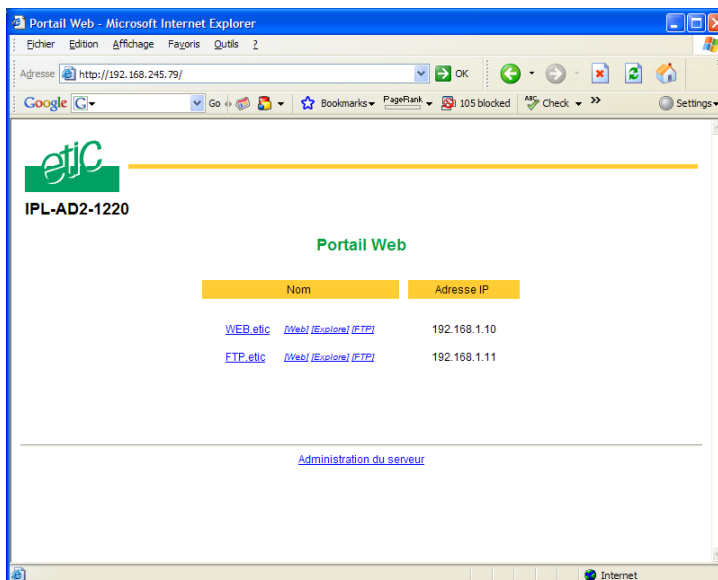 Portail Web - Microsoft Internet Explorer
Fichier Edition Affichage Favoris Outils ?
Adresse http://192.168.245.79/ OK
Google G Go Bookmarks PageRank 105 blocked ABC Check » Settings
etic
IPL-AD2-1220
Portail Web
Nom Adresse IP
WEB.etic [Web] [Explore] [FTP] 192.168.1.10
FTP.etic [Web] [Explore] [FTP] 192.168.1.11
Administration du serveur
Internet